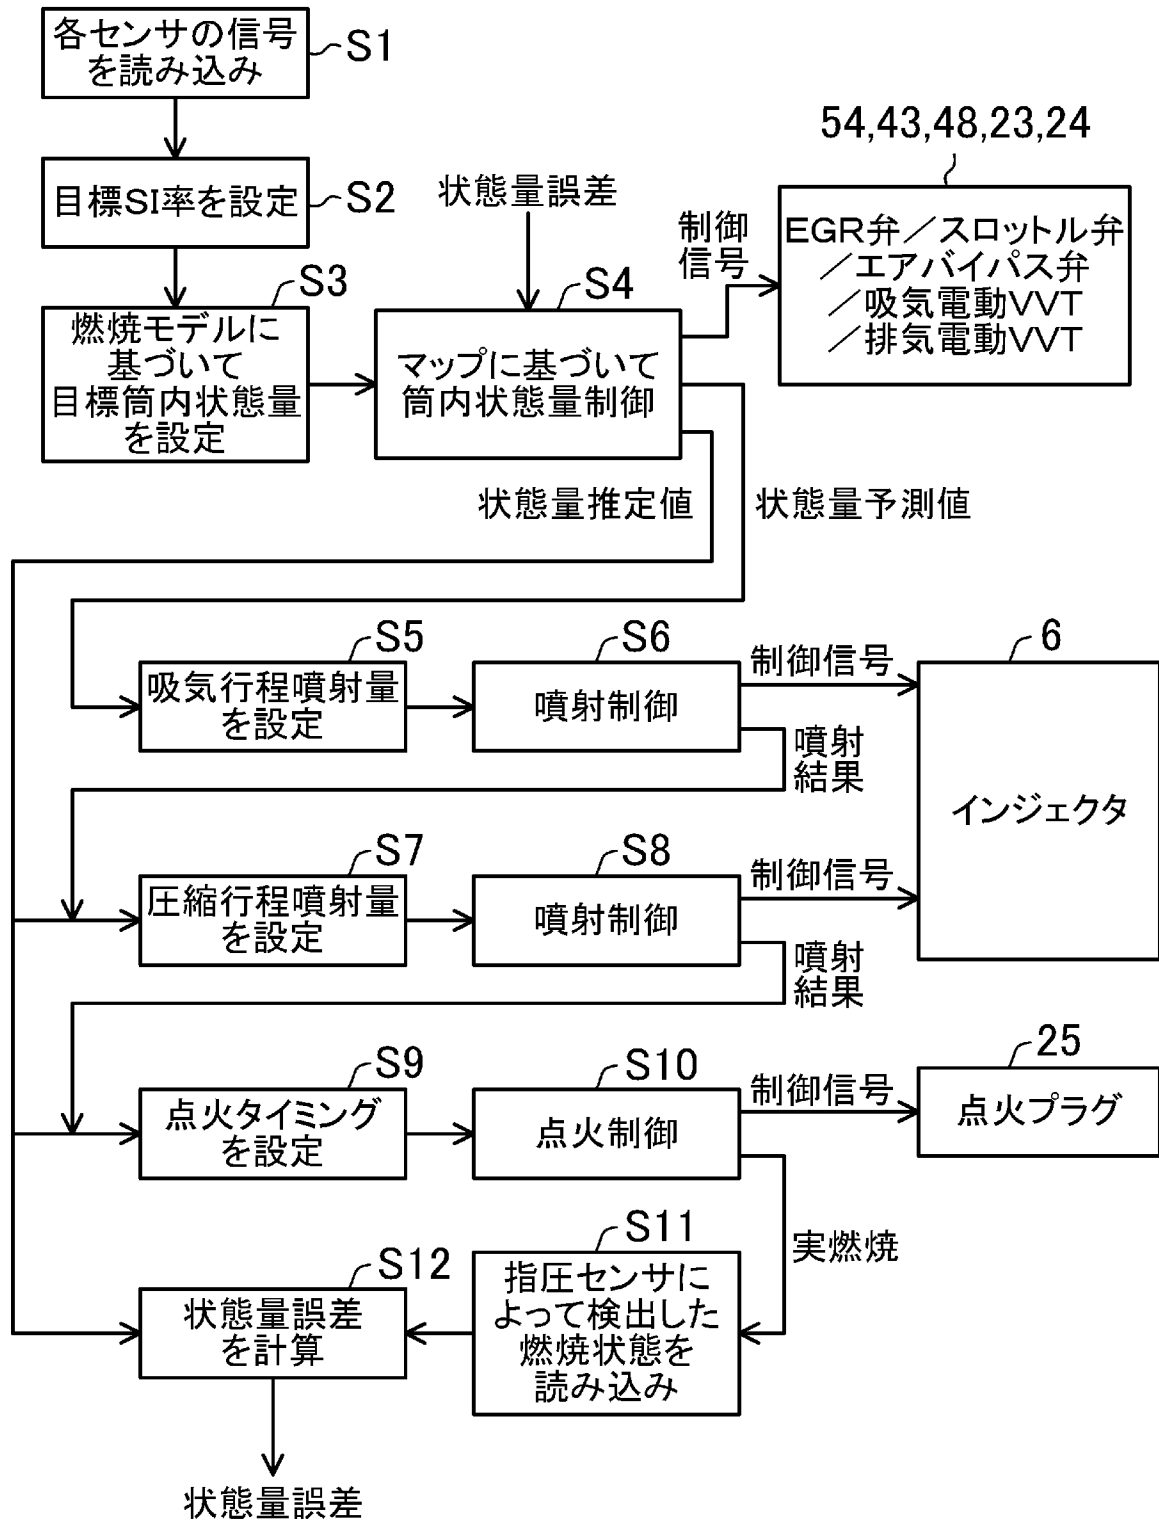 各センサの信号
を読み込み
S1
54,43,48,23,24
目標SI率を設定
S2
状態量誤差
制御
信号
EGR弁／スロットル弁
／エアバイパス弁
／吸気電動VVT
／排気電動VVT
S3
燃焼モデルに
基づいて
目標筒内状態量
を設定
S4
マップに基づいて
筒内状態量制御
状態量推定値
状態量予測値
S5
吸気行程噴射量
を設定
S6
噴射制御
制御信号
噴射
結果
6
インジェクタ
S7
圧縮行程噴射量
を設定
S8
噴射制御
制御信号
噴射
結果
S9
点火タイミング
を設定
S10
点火制御
制御信号
25
点火プラグ
実燃焼
S11
指圧センサに
よって検出した
燃焼状態を
読み込み
S12
状態量誤差
を計算
状態量誤差